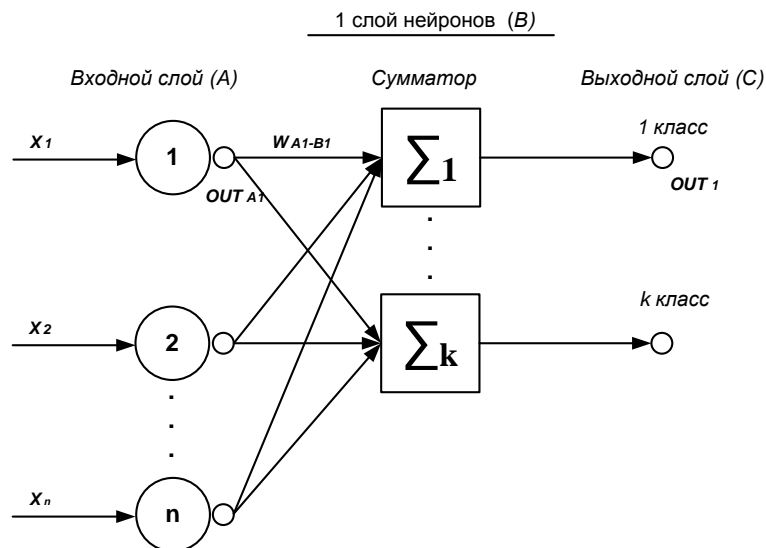 1 слой нейронов (B)
Входной слой (A)
Сумматор
Выходной слой (C)
X1
1
WA1-B1
∑1
1 класс
OUT A1
OUT 1
. . .
X2
2
∑k
k класс
. . .
Xn
n